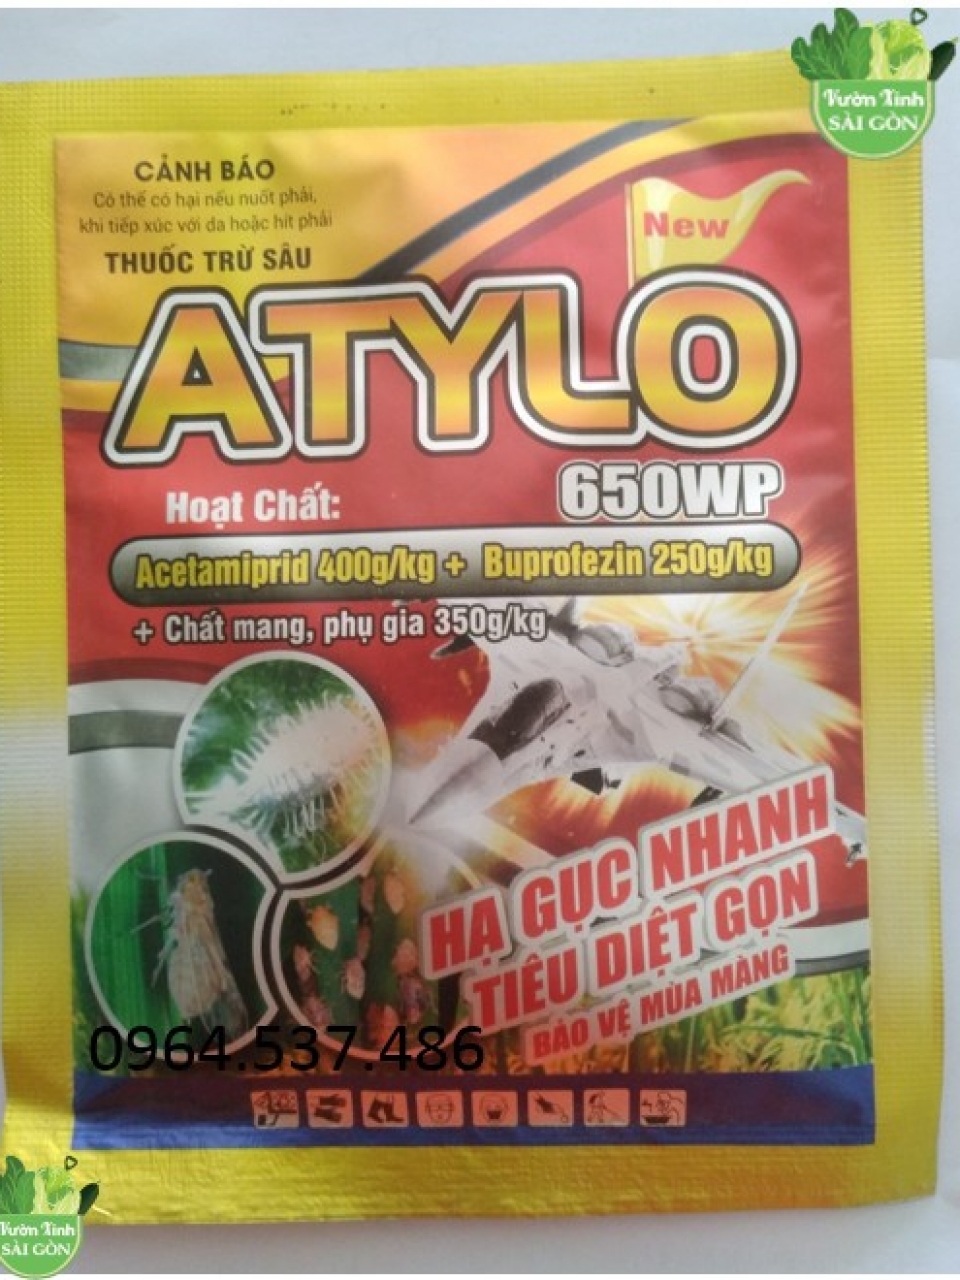 Vườn Xinh
SÀI GÒN
CẢNH BÁO
Có thể có hại nếu nuốt phải,
khi tiếp xúc với da hoặc hít phải
THUỐC TRỪ SÂU
New
ATYLO
650WP
Hoạt Chất:
Acetamiprid 400g/kg + Buprofezin 250g/kg
+ Chất mang, phụ gia 350g/kg
HẠ GỤC NHANH
TIÊU DIỆT GỌN
BẢO VỆ MÙA MÀNG
0964.537.486
Vườn Xinh
SÀI GÒN